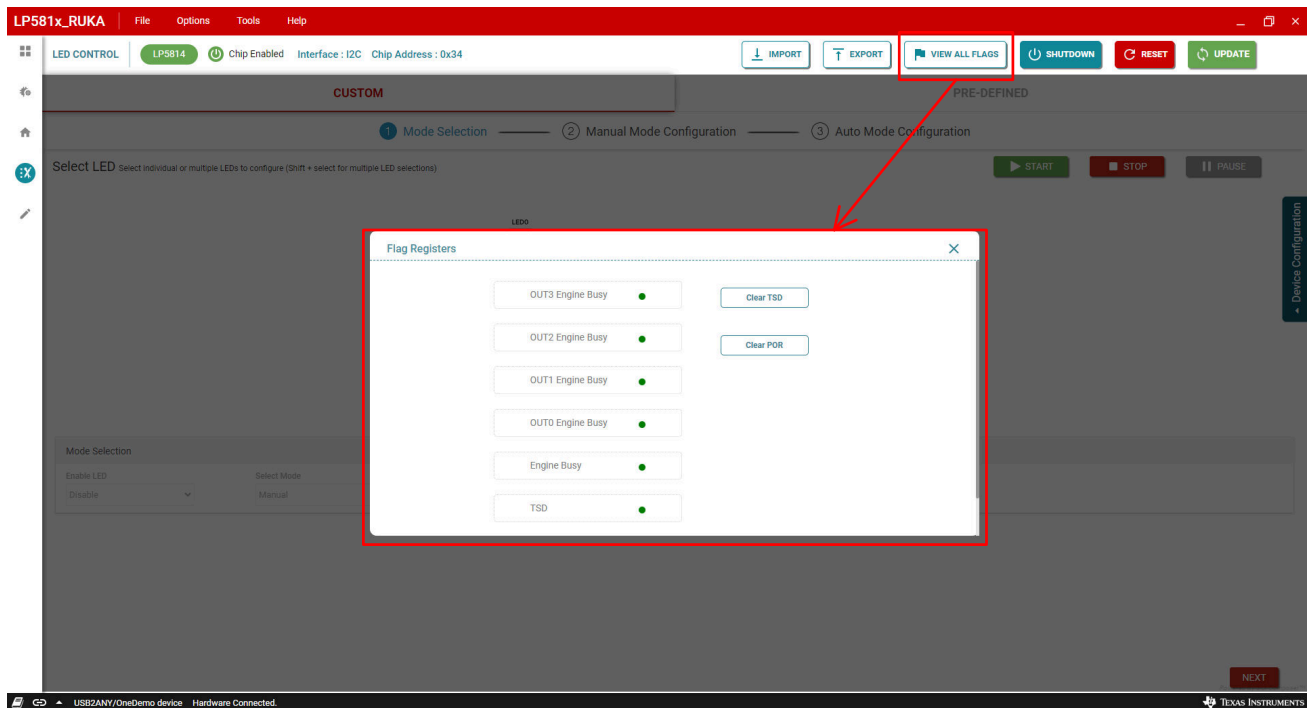 LP581x_RUKA File Options Tools Help
LED CONTROL LP5814 Chip Enabled Interface : I2C Chip Address : 0x34 IMPORT EXPORT VIEW ALL FLAGS SHUTDOWN RESET UPDATE
CUSTOM PRE-DEFINED
1 Mode Selection 2 Manual Mode Configuration 3 Auto Mode Configuration
Select LED Select individual or multiple LEDs to configure (Shift + select for multiple LED selections) START STOP PAUSE
LED0
Device Configuration
Flag Registers
OUT3 Engine Busy Clear TSD
OUT2 Engine Busy Clear POR
OUT1 Engine Busy
OUT0 Engine Busy
Engine Busy
TSD
Mode Selection
Enable LED Select Mode
Disable Manual
NEXT
USB2ANY/OneDemo device Hardware Connected. TEXAS INSTRUMENTS